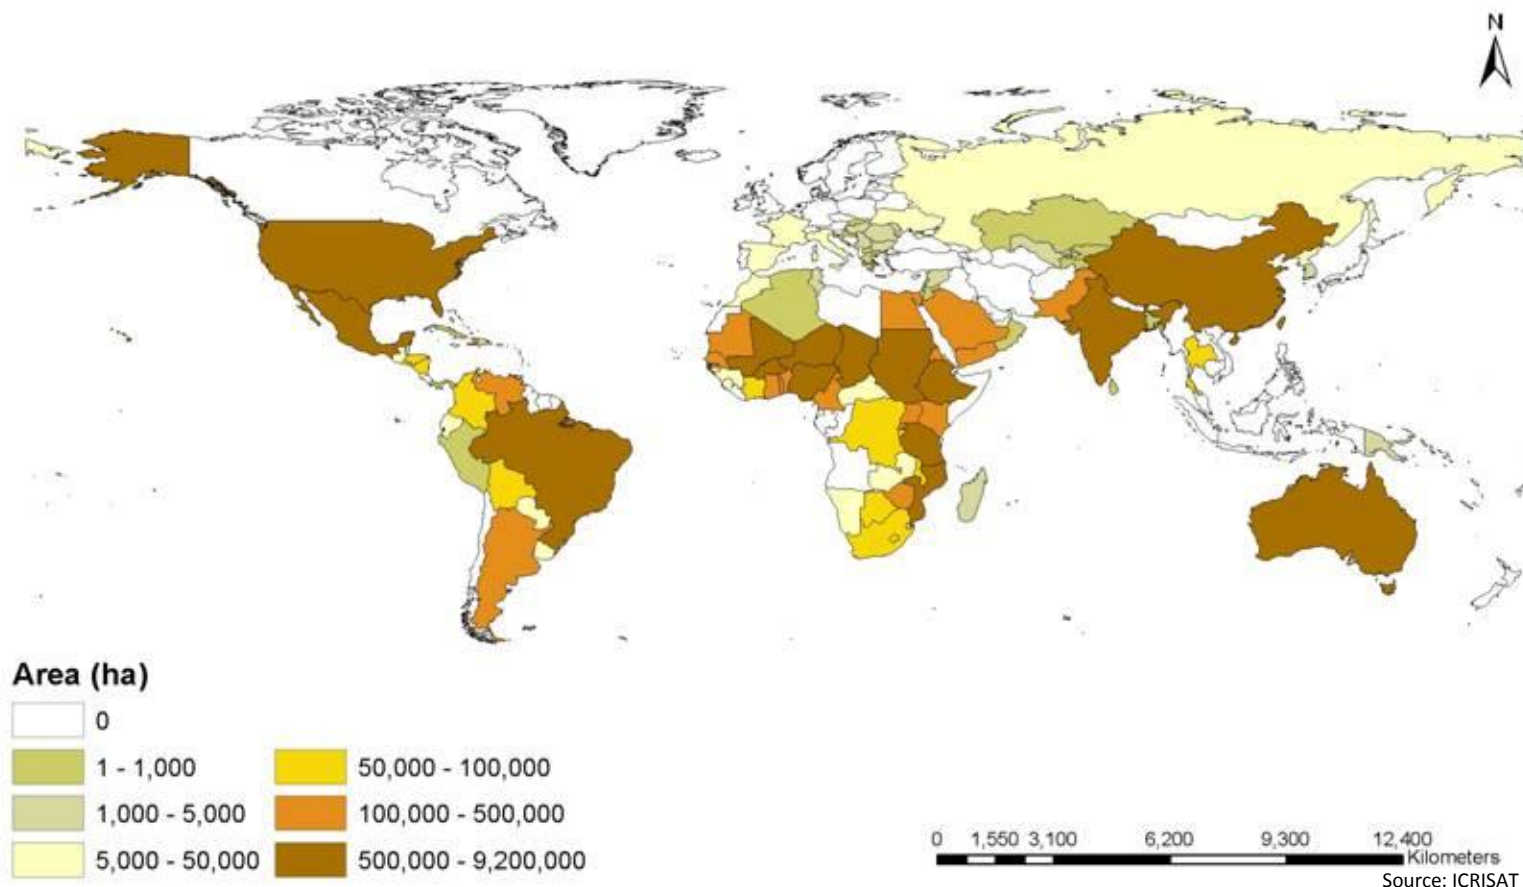 N
Area (ha)
0
1 - 1,000
50,000 - 100,000
1,000 - 5,000
100,000 - 500,000
5,000 - 50,000
500,000 - 9,200,000
0 1,550 3,100 6,200 9,300 12,400
Kilometers
Source: ICRISAT